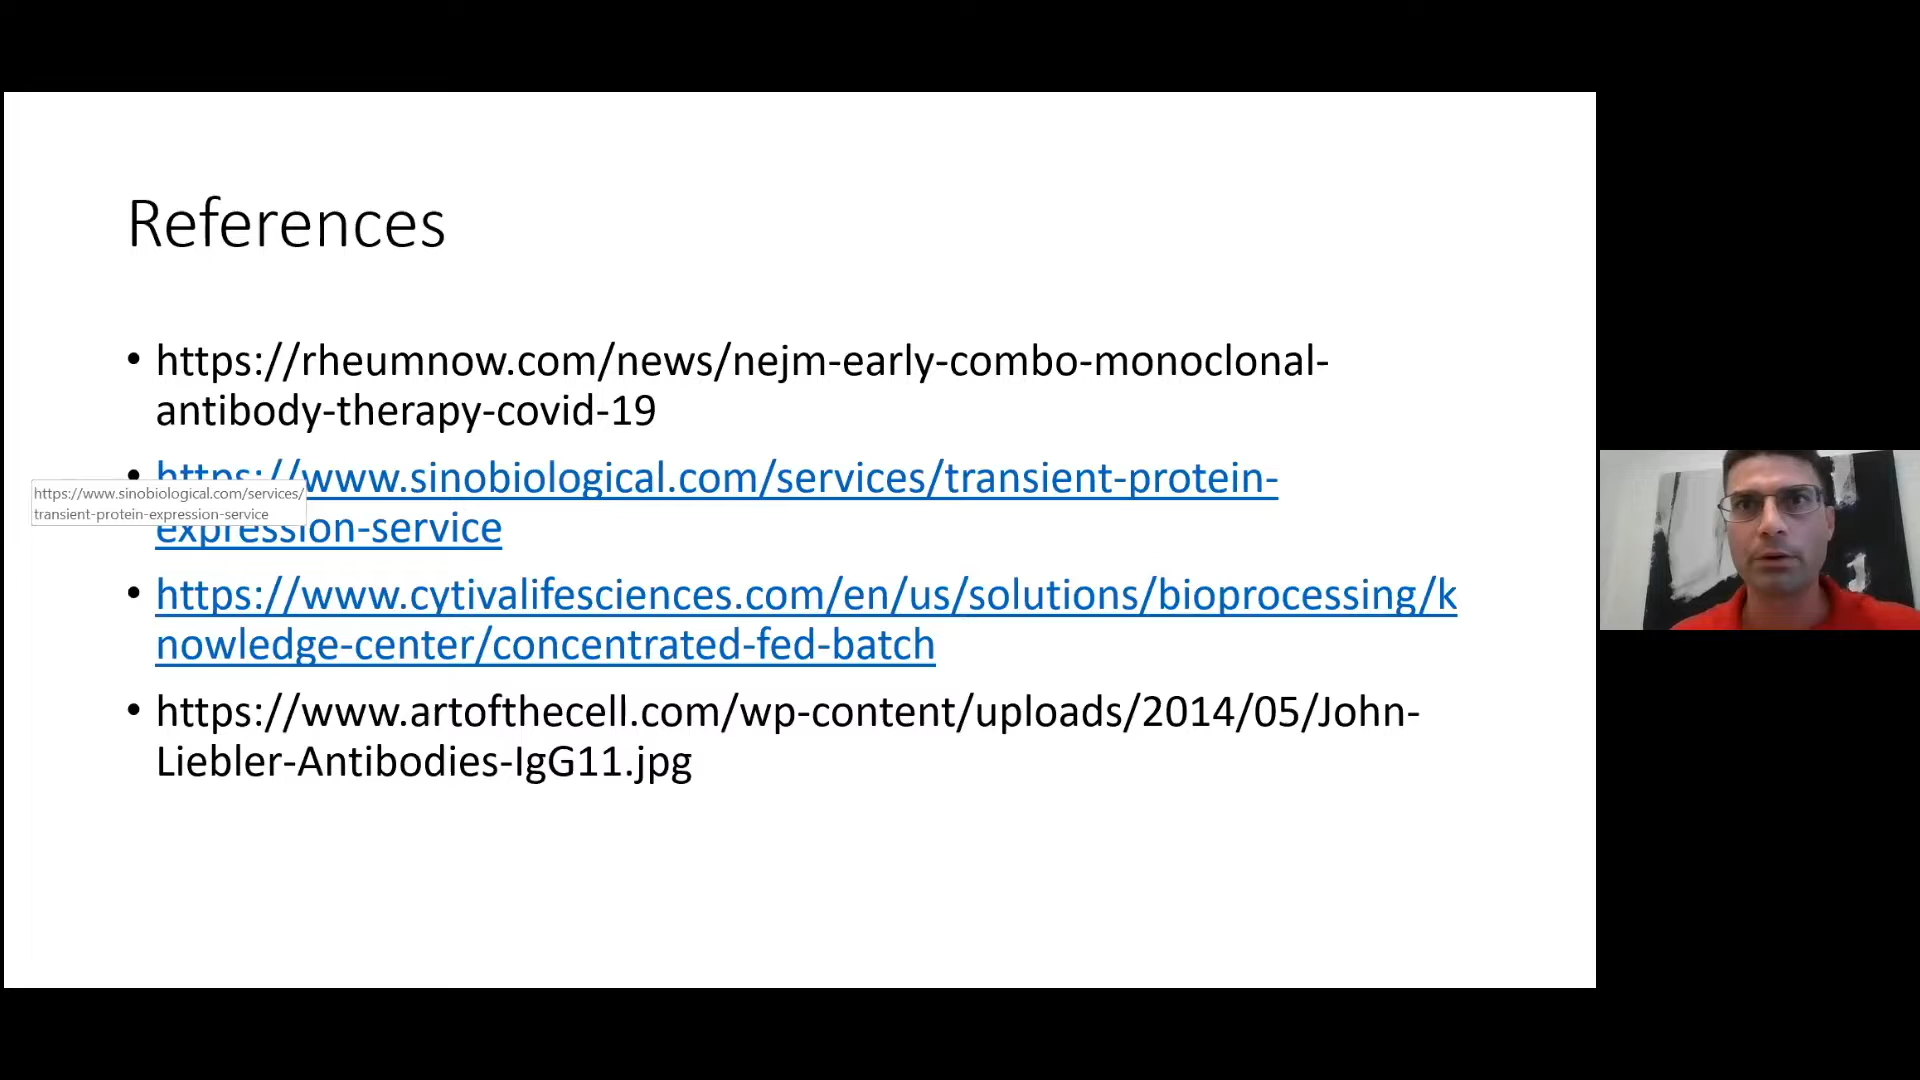 References
• https://rheumnow.com/news/nejm-early-combo-monoclonal-
antibody-therapy-covid-19
• https://www.sinobiological.com/services/transient-protein-
expression-service
https://www.sinobiological.com/services/
transient-protein-expression-service
• https://www.cytivalifesciences.com/en/us/solutions/bioprocessing/k
nowledge-center/concentrated-fed-batch
• https://www.artofthecell.com/wp-content/uploads/2014/05/John-
Liebler-Antibodies-IgG11.jpg